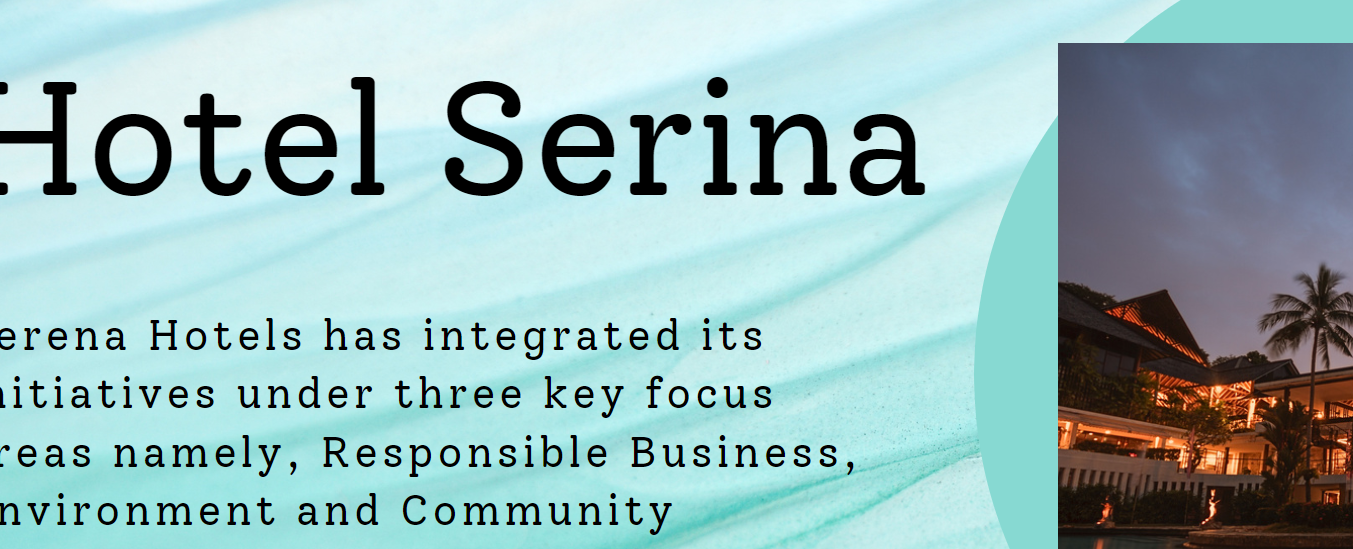 Hotel Serina
erena Hotels has integrated its
nitiatives under three key focus
reas namely, Responsible Business,
nvironment and Community